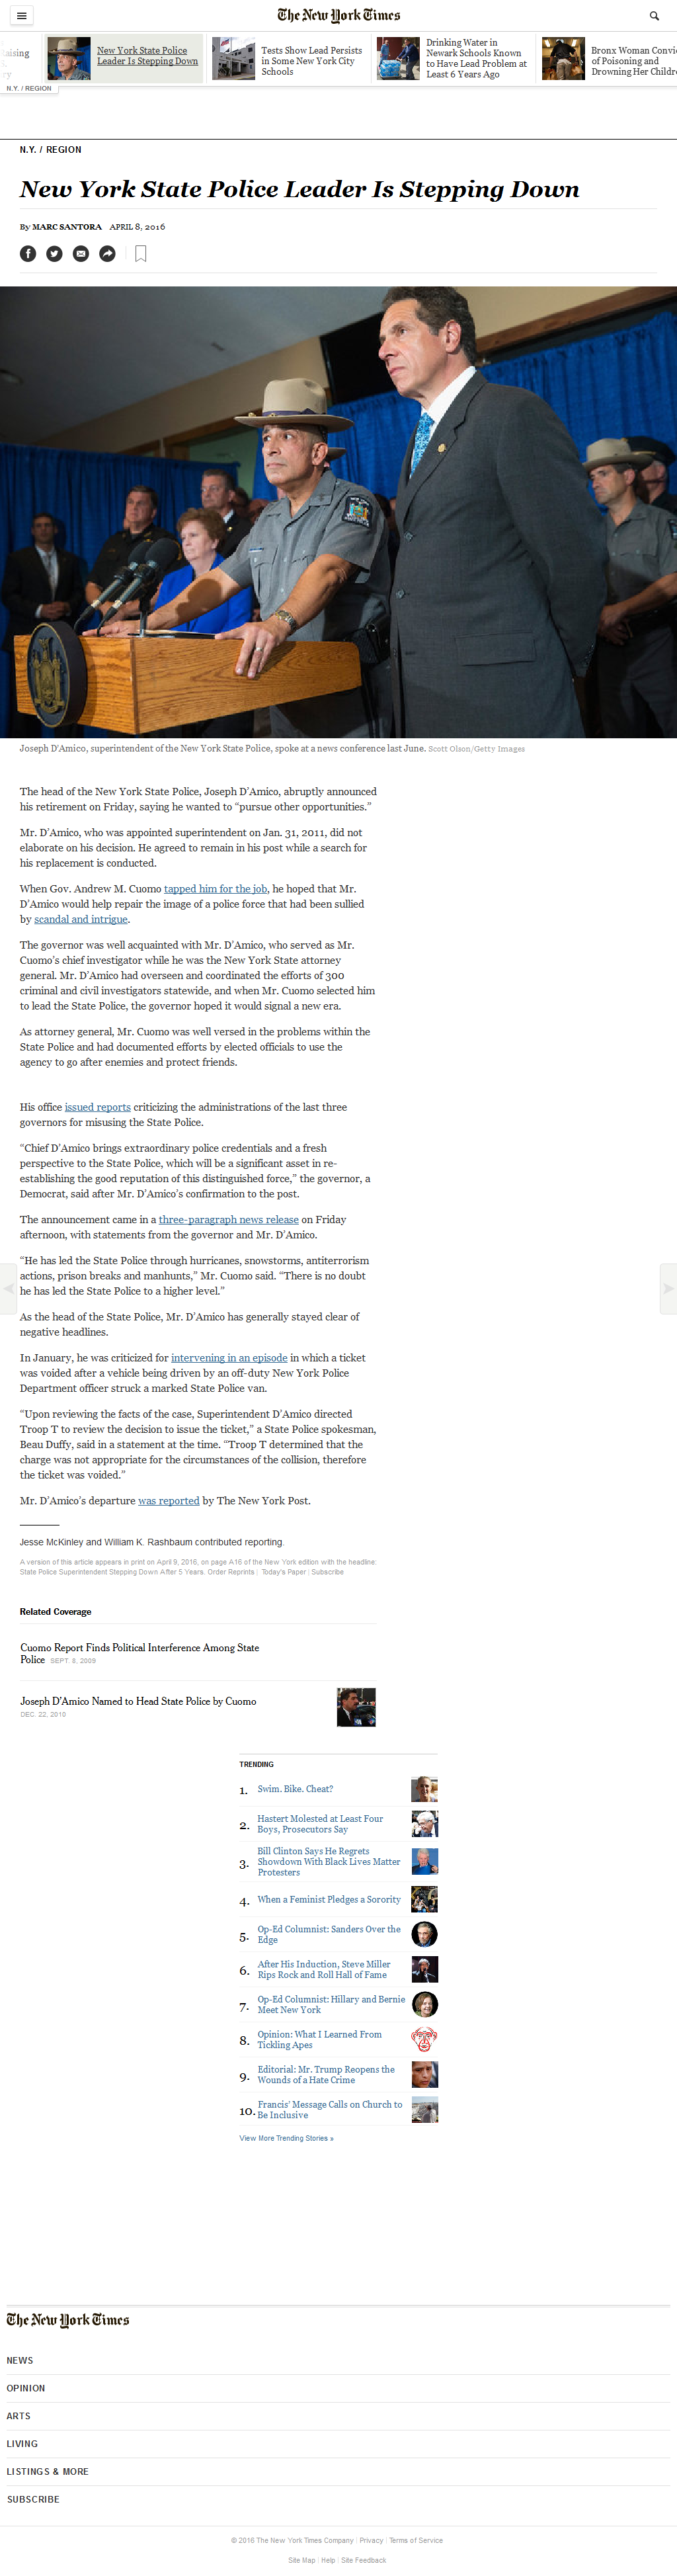 The New York Times
aising
k
ry
New York State Police
Leader Is Stepping Down
Tests Show Lead Persists
in Some New York City
Schools
Drinking Water in
Newark Schools Known
to Have Lead Problem at
Least 6 Years Ago
Bronx Woman Convi
of Poisoning and
Drowning Her Childre
N.Y. / REGION
N.Y. / REGION
New York State Police Leader Is Stepping Down
By MARC SANTORA APRIL 8, 2016
Joseph D'Amico, superintendent of the New York State Police, spoke at a news conference last June. Scott Olson/Getty Images
The head of the New York State Police, Joseph D’Amico, abruptly announced
his retirement on Friday, saying he wanted to “pursue other opportunities.”
Mr. D’Amico, who was appointed superintendent on Jan. 31, 2011, did not
elaborate on his decision. He agreed to remain in his post while a search for
his replacement is conducted.
When Gov. Andrew M. Cuomo tapped him for the job, he hoped that Mr.
D’Amico would help repair the image of a police force that had been sullied
by scandal and intrigue.
The governor was well acquainted with Mr. D’Amico, who served as Mr.
Cuomo’s chief investigator while he was the New York State attorney
general. Mr. D’Amico had overseen and coordinated the efforts of 300
criminal and civil investigators statewide, and when Mr. Cuomo selected him
to lead the State Police, the governor hoped it would signal a new era.
As attorney general, Mr. Cuomo was well versed in the problems within the
State Police and had documented efforts by elected officials to use the
agency to go after enemies and protect friends.
His office issued reports criticizing the administrations of the last three
governors for misusing the State Police.
“Chief D’Amico brings extraordinary police credentials and a fresh
perspective to the State Police, which will be a significant asset in re-
establishing the good reputation of this distinguished force,” the governor, a
Democrat, said after Mr. D’Amico’s confirmation to the post.
The announcement came in a three-paragraph news release on Friday
afternoon, with statements from the governor and Mr. D’Amico.
“He has led the State Police through hurricanes, snowstorms, antiterrorism
actions, prison breaks and manhunts,” Mr. Cuomo said. “There is no doubt
he has led the State Police to a higher level.”
As the head of the State Police, Mr. D’Amico has generally stayed clear of
negative headlines.
In January, he was criticized for intervening in an episode in which a ticket
was voided after a vehicle being driven by an off-duty New York Police
Department officer struck a marked State Police van.
“Upon reviewing the facts of the case, Superintendent D’Amico directed
Troop T to review the decision to issue the ticket,” a State Police spokesman,
Beau Duffy, said in a statement at the time. “Troop T determined that the
charge was not appropriate for the circumstances of the collision, therefore
the ticket was voided.”
Mr. D’Amico’s departure was reported by The New York Post.
Jesse McKinley and William K. Rashbaum contributed reporting.
A version of this article appears in print on April 9, 2016, on page A16 of the New York edition with the headline:
State Police Superintendent Stepping Down After 5 Years. Order Reprints | Today's Paper | Subscribe
Related Coverage
Cuomo Report Finds Political Interference Among State
Police SEPT. 8, 2009
Joseph D’Amico Named to Head State Police by Cuomo
DEC. 22, 2010
TRENDING
1. Swim. Bike. Cheat?
2. Hastert Molested at Least Four
Boys, Prosecutors Say
3. Bill Clinton Says He Regrets
Showdown With Black Lives Matter
Protesters
4. When a Feminist Pledges a Sorority
5. Op-Ed Columnist: Sanders Over the
Edge
6. After His Induction, Steve Miller
Rips Rock and Roll Hall of Fame
7. Op-Ed Columnist: Hillary and Bernie
Meet New York
8. Opinion: What I Learned From
Tickling Apes
9. Editorial: Mr. Trump Reopens the
Wounds of a Hate Crime
10. Francis’ Message Calls on Church to
Be Inclusive
View More Trending Stories »
The New York Times
NEWS
OPINION
ARTS
LIVING
LISTINGS & MORE
SUBSCRIBE
© 2016 The New York Times Company | Privacy | Terms of Service
Site Map | Help | Site Feedback